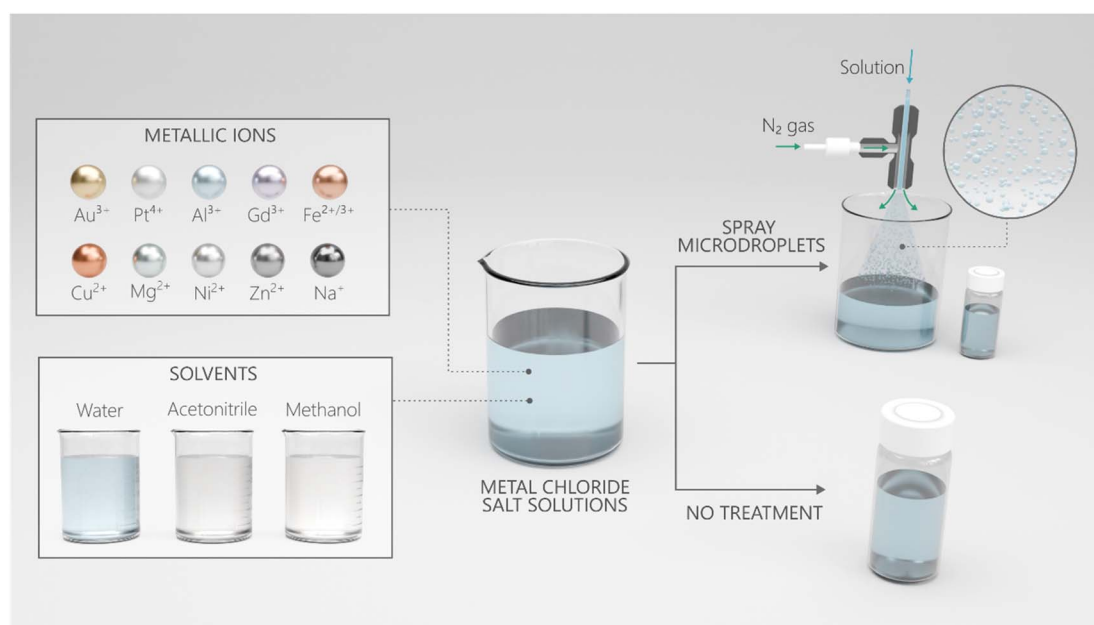 METALLIC IONS
Au³⁺ Pt⁴⁺ Al³⁺ Gd³⁺ Fe²⁺/³⁺
Cu²⁺ Mg²⁺ Ni²⁺ Zn²⁺ Na⁺
SOLVENTS
Water Acetonitrile Methanol
METAL CHLORIDE
SALT SOLUTIONS
SPRAY
MICRODROPLETS
Solution
N₂ gas
NO TREATMENT